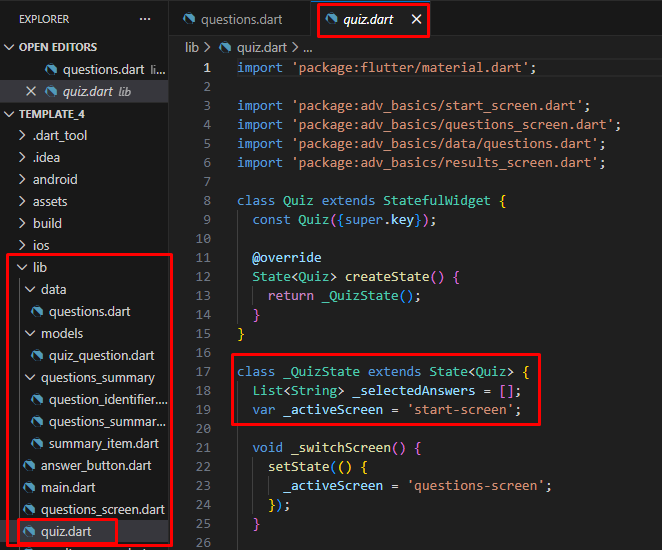 EXPLORER ...
OPEN EDITORS
questions.dart li...
quiz.dart lib
TEMPLATE_4
.dart_tool
.idea
android
assets
build
ios
lib
data
questions.dart
models
quiz_question.dart
questions_summary
question_identifier....
questions_summar...
summary_item.dart
answer_button.dart
main.dart
questions_screen.dart
quiz.dart
questions.dart
quiz.dart
lib > quiz.dart > ...
1 import 'package:flutter/material.dart';
2
3 import 'package:adv_basics/start_screen.dart';
4 import 'package:adv_basics/questions_screen.dart';
5 import 'package:adv_basics/data/questions.dart';
6 import 'package:adv_basics/results_screen.dart';
7
8 class Quiz extends StatefulWidget {
9 const Quiz({super.key});
10
11 @override
12 State<Quiz> createState() {
13 return _QuizState();
14 }
15 }
16
17 class _QuizState extends State<Quiz> {
18 List<String> _selectedAnswers = [];
19 var _activeScreen = 'start-screen';
20
21 void _switchScreen() {
22 setState(() {
23 _activeScreen = 'questions-screen';
24 });
25 }
26